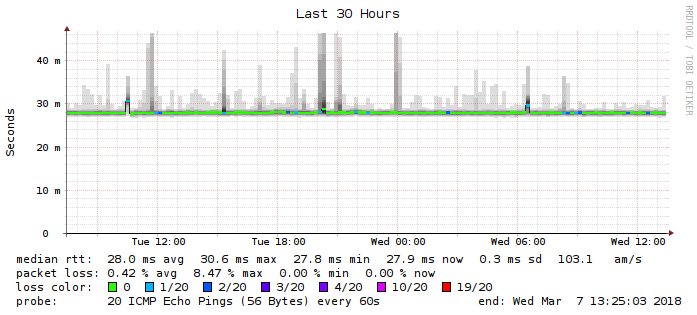 Last 30 Hours
RRDTOOL / TOBI OETIKER
Seconds
40 m
30 m
20 m
10 m
0
Tue 12:00 Tue 18:00 Wed 00:00 Wed 06:00 Wed 12:00
median rtt: 28.0 ms avg 30.6 ms max 27.8 ms min 27.9 ms now 0.3 ms sd 103.1 am/s
packet loss: 0.42 % avg 8.47 % max 0.00 % min 0.00 % now
loss color: 0 1/20 2/20 3/20 4/20 10/20 19/20
probe: 20 ICMP Echo Pings (56 Bytes) every 60s end: Wed Mar 7 13:25:03 2018